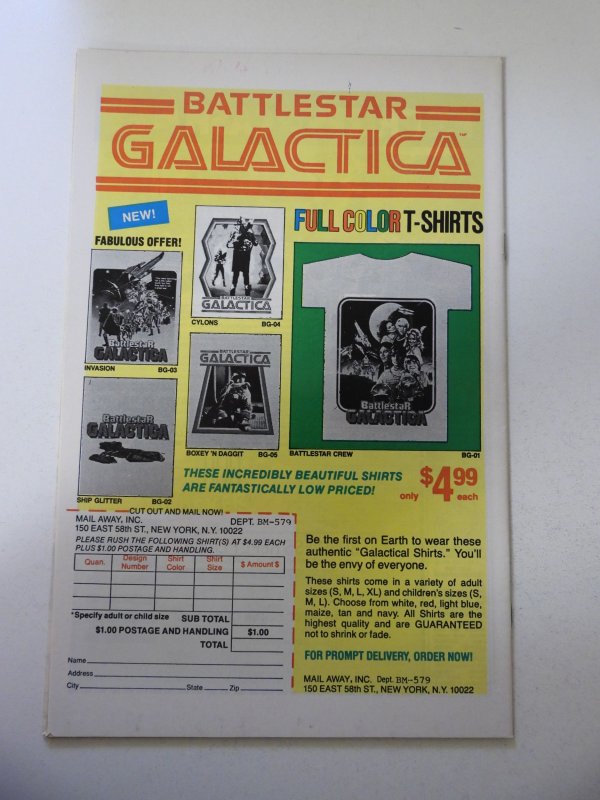 BATTLESTAR
GALACTICA™
NEW!
FABULOUS OFFER!
FULL COLOR T-SHIRTS
BattlestaR
GALACTICA
INVASION BG-03
BATTLESTAR
GALACTICA
CYLONS BG-04
BattlestaR
GALACTICA
SHIP GLITTER BG-02
BATTLESTAR
GALACTICA
BOXEY 'N DAGGIT BG-05
BattlestaR
GALACTICA
BATTLESTAR CREW BG-01
THESE INCREDIBLY BEAUTIFUL SHIRTS
ARE FANTASTICALLY LOW PRICED!
only $4.99 each
CUT OUT AND MAIL NOW!
MAIL AWAY, INC. DEPT. BM-579
150 EAST 58th ST., NEW YORK, N.Y. 10022
PLEASE RUSH THE FOLLOWING SHIRT(S) AT $4.99 EACH
PLUS $1.00 POSTAGE AND HANDLING.
Quan. Design Number Shirt Color Shirt Size $ Amount $
*Specify adult or child size SUB TOTAL
$1.00 POSTAGE AND HANDLING $1.00
TOTAL
Name
Address
City State Zip
Be the first on Earth to wear these
authentic "Galactical Shirts." You'll
be the envy of everyone.
These shirts come in a variety of adult
sizes (S, M, L, XL) and children's sizes (S,
M, L). Choose from white, red, light blue,
maize, tan and navy. All Shirts are the
highest quality and are GUARANTEED
not to shrink or fade.
FOR PROMPT DELIVERY, ORDER NOW!
MAIL AWAY, INC. Dept. BM-579
150 EAST 58th ST., NEW YORK, N.Y. 10022